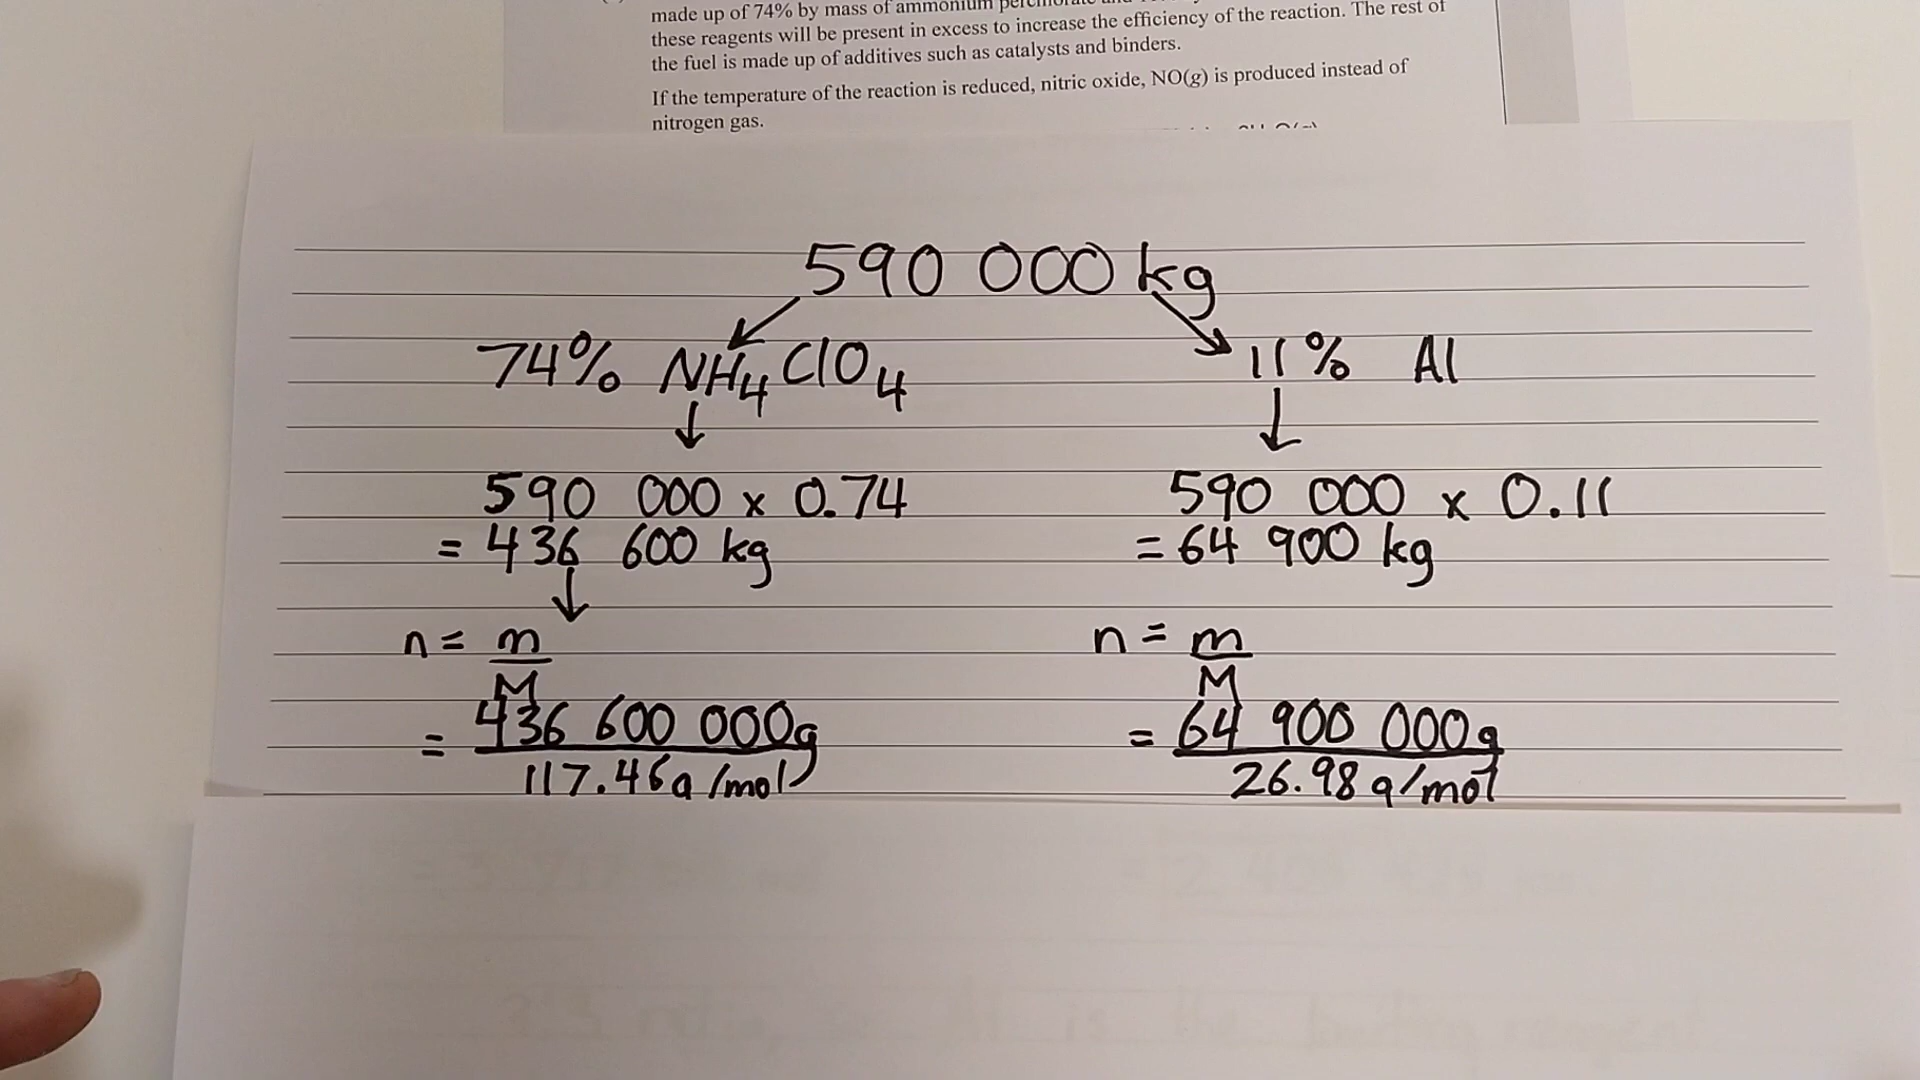 made up of 74% by mass of ammonium
these reagents will be present in excess to increase the efficiency of the reaction. The rest of
the fuel is made up of additives such as catalysts and binders.
If the temperature of the reaction is reduced, nitric oxide, NO(g) is produced instead of
nitrogen gas.
590 000 kg
74% NH4ClO4 11% Al
590 000 x 0.74 590 000 x 0.11
= 436 600 kg = 64 900 kg
n = m n = m
M M
= 436 600 000g = 64 900 000g
117.46g/mol 26.98g/mol